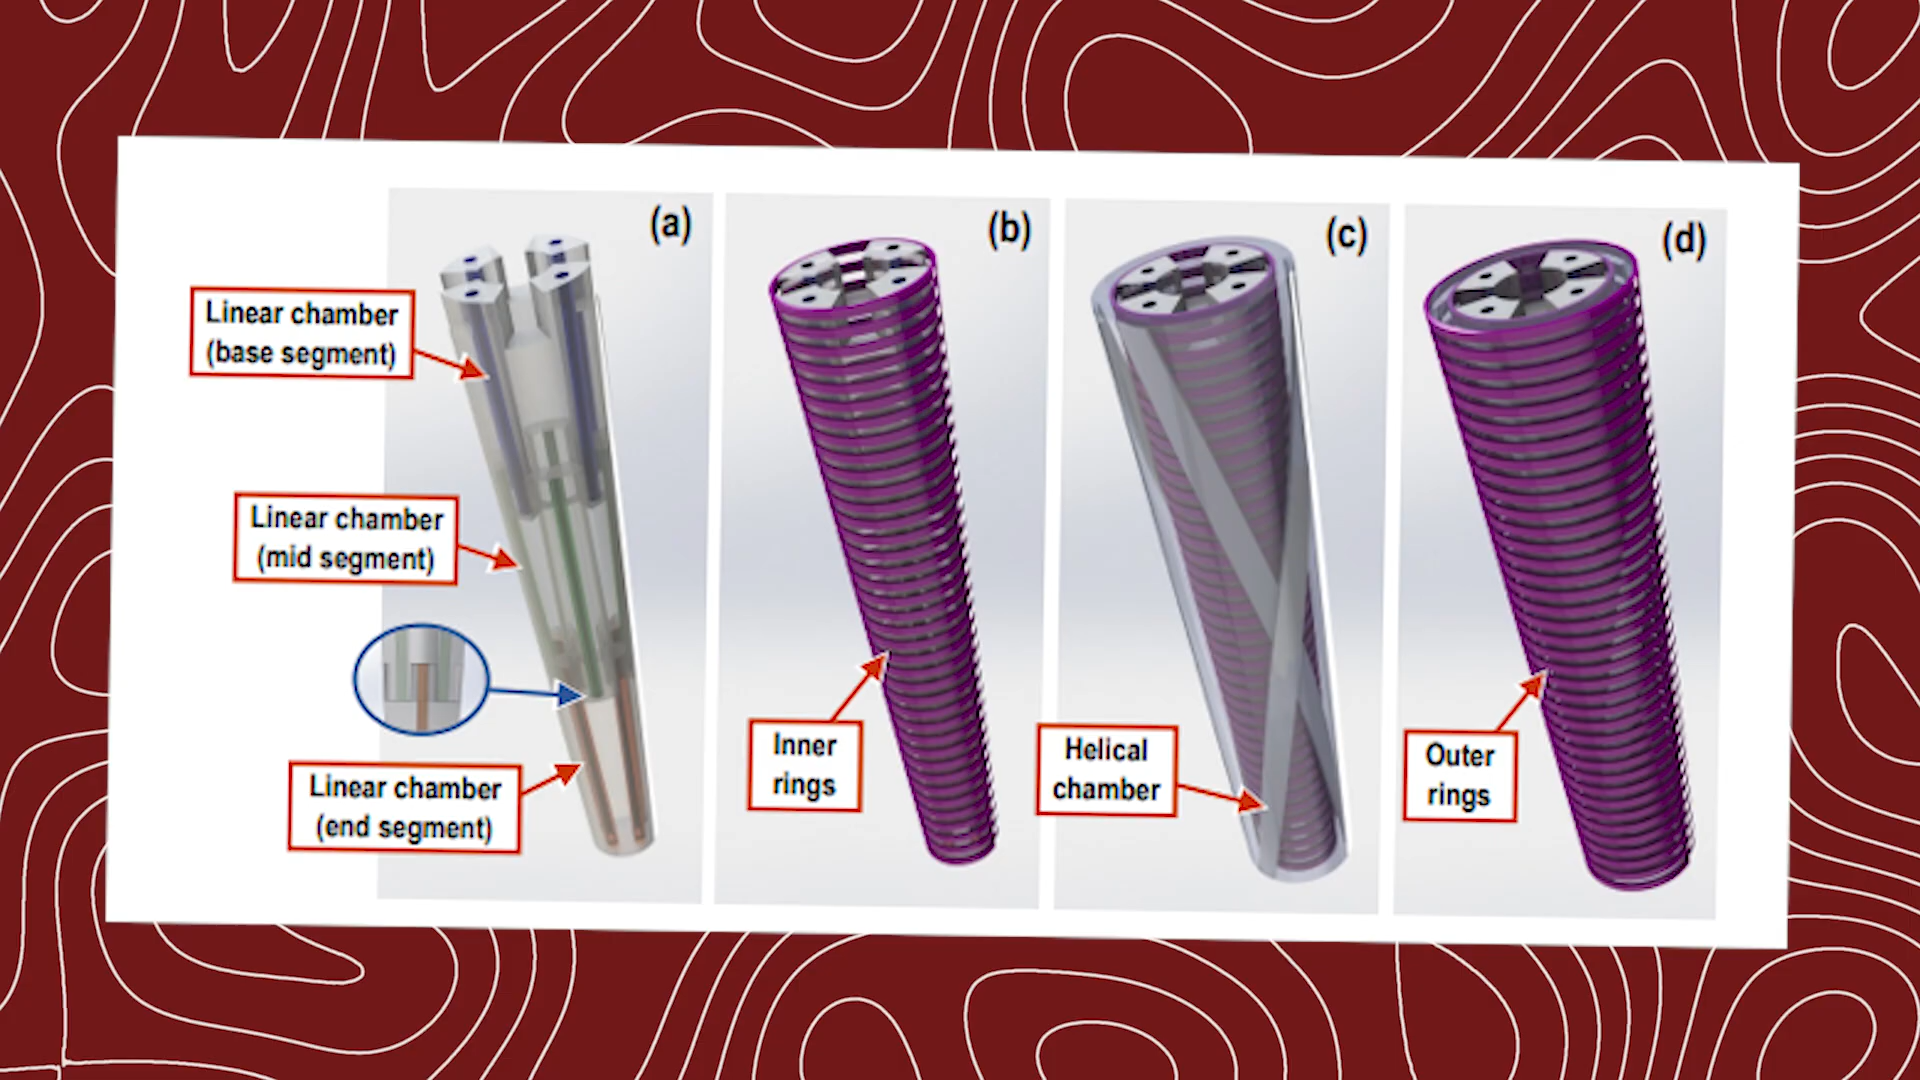 (a)
(b)
(c)
(d)
Linear chamber
(base segment)
Linear chamber
(mid segment)
Linear chamber
(end segment)
Inner
rings
Helical
chamber
Outer
rings